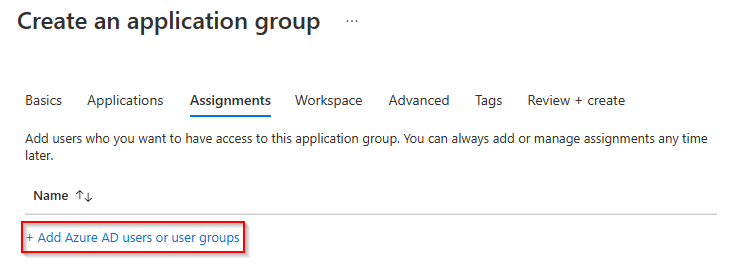 Create an application group ...
Basics Applications Assignments Workspace Advanced Tags Review + create
Add users who you want to have access to this application group. You can always add or manage assignments any time
later.
Name ↑↓
+ Add Azure AD users or user groups